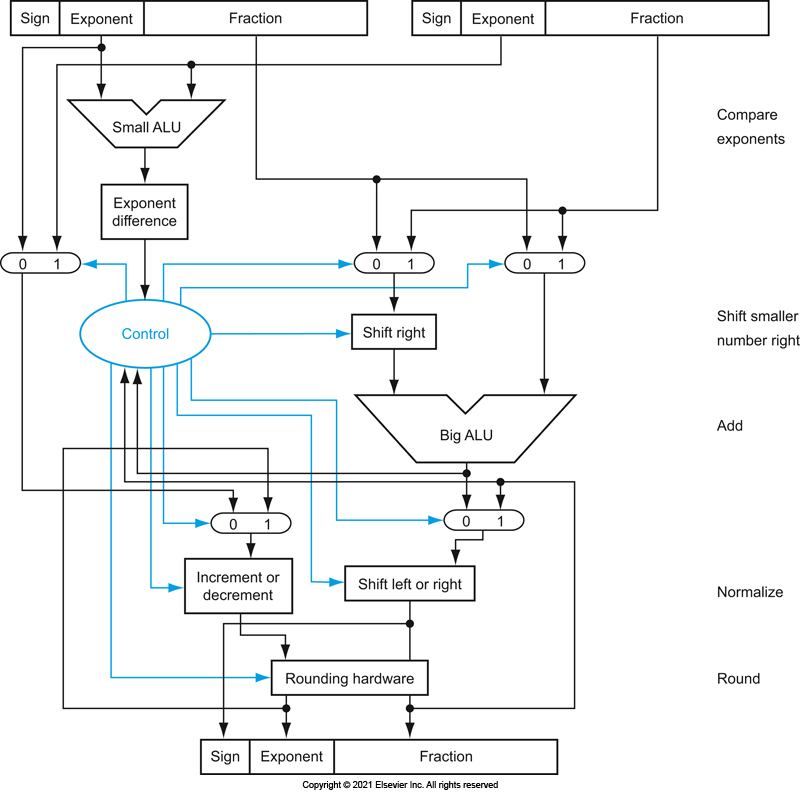 Sign Exponent Fraction
Sign Exponent Fraction
Small ALU
Compare
exponents
Exponent
difference
0 1
0 1
0 1
Control
Shift right
Shift smaller
number right
Big ALU
Add
0 1
0 1
Increment or
decrement
Shift left or right
Normalize
Rounding hardware
Round
Sign Exponent Fraction
Copyright © 2021 Elsevier Inc. All rights reserved